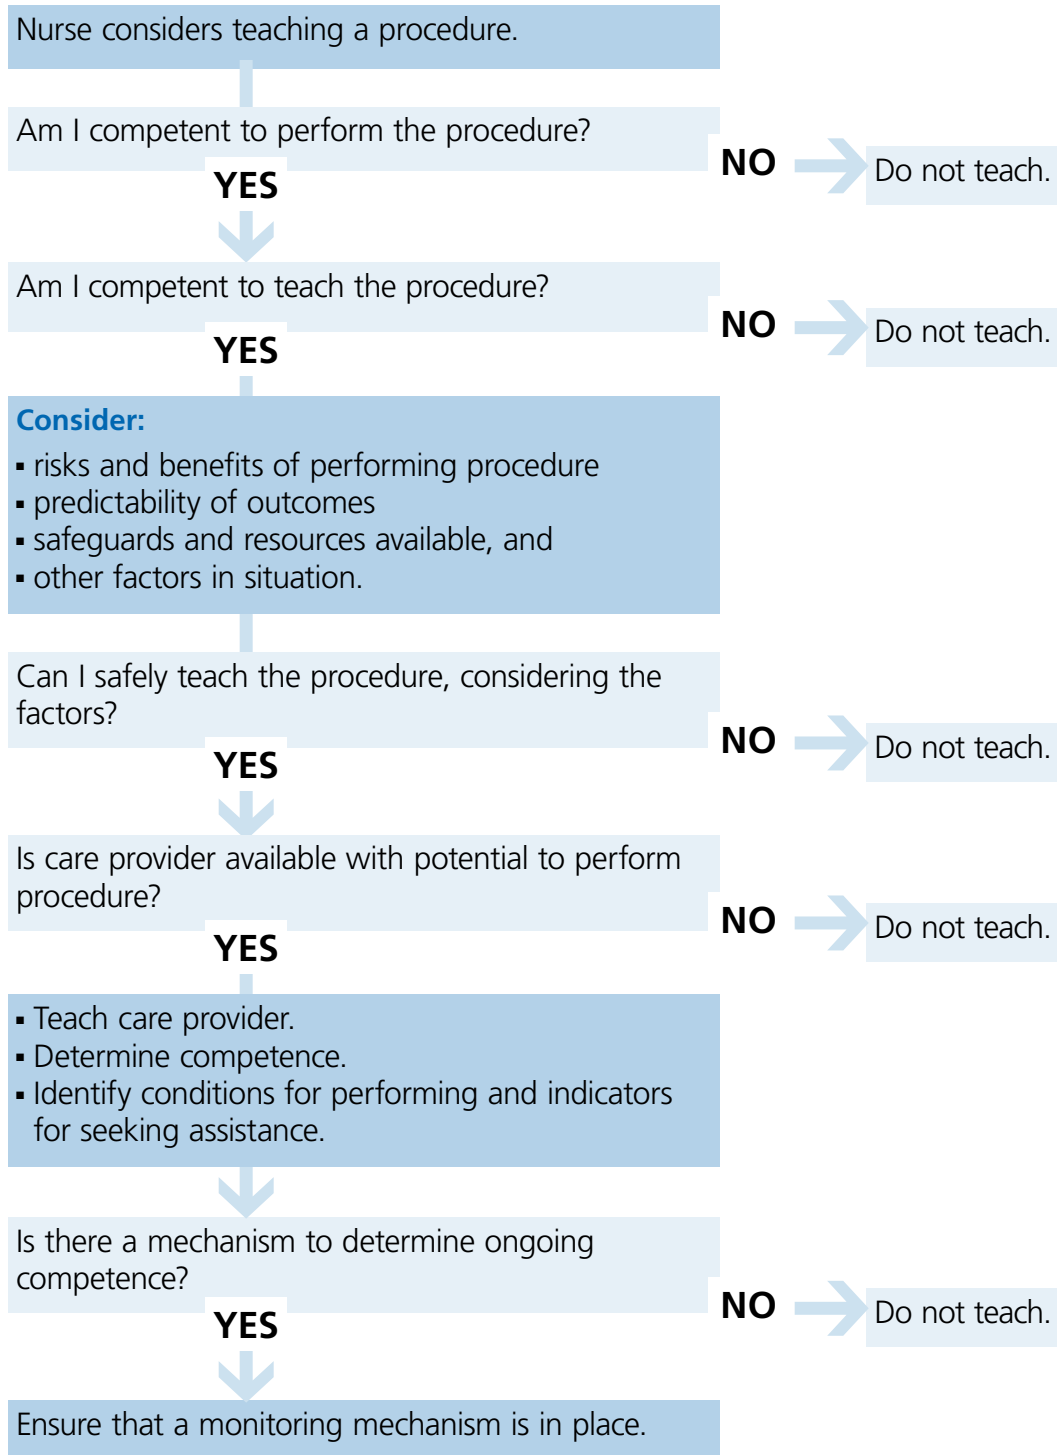 Nurse considers teaching a procedure.
Am I competent to perform the procedure?
NO
Do not teach.
YES
Am I competent to teach the procedure?
NO
Do not teach.
YES
Consider:
▪ risks and benefits of performing procedure
▪ predictability of outcomes
▪ safeguards and resources available, and
▪ other factors in situation.
Can I safely teach the procedure, considering the
factors?
NO
Do not teach.
YES
Is care provider available with potential to perform
procedure?
NO
Do not teach.
YES
▪ Teach care provider.
▪ Determine competence.
▪ Identify conditions for performing and indicators
for seeking assistance.
Is there a mechanism to determine ongoing
competence?
NO
Do not teach.
YES
Ensure that a monitoring mechanism is in place.